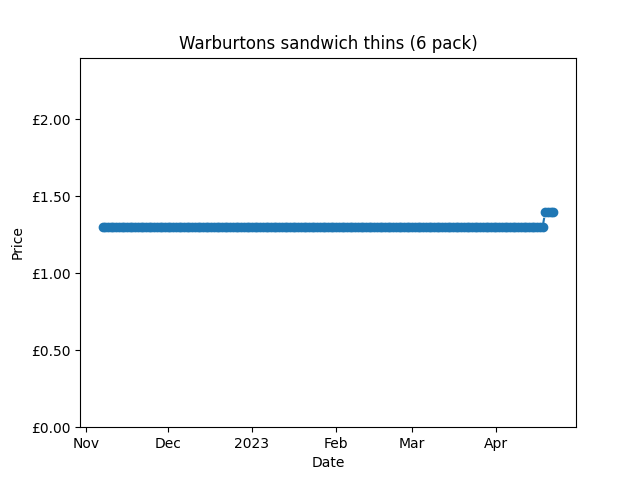 Warburtons sandwich thins (6 pack)
£2.00
£1.50
£1.00
£0.50
£0.00
Price
Nov Dec 2023 Feb Mar Apr
Date